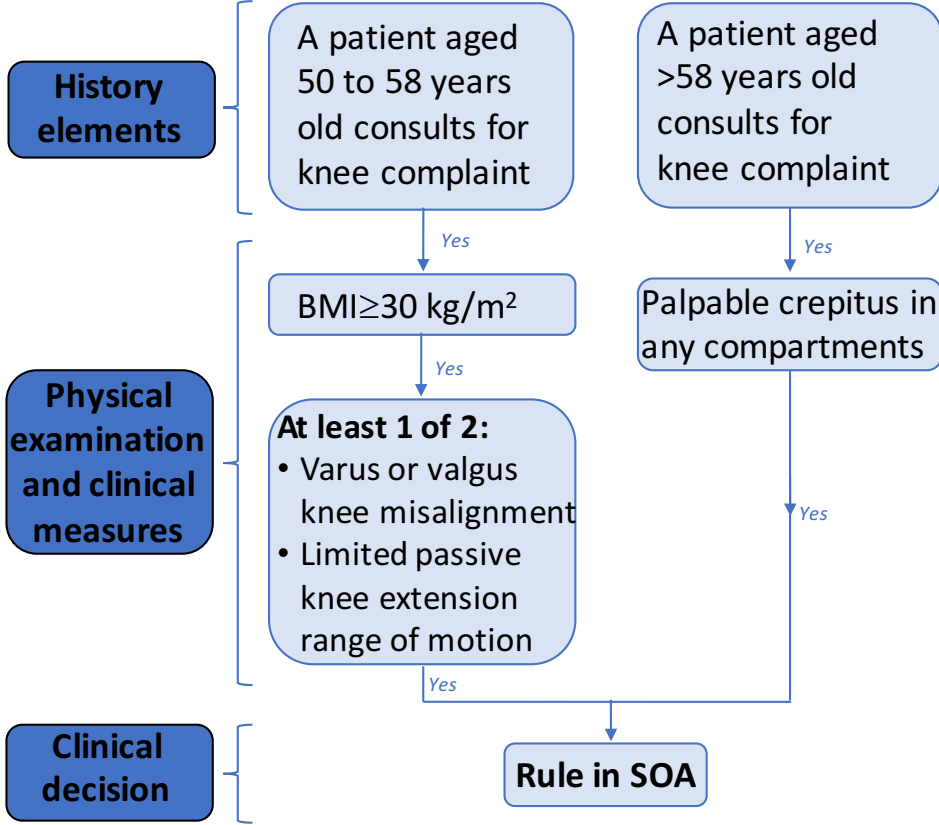 History
elements
A patient aged
50 to 58 years
old consults for
knee complaint
A patient aged
>58 years old
consults for
knee complaint
Yes
Yes
Physical
examination
and clinical
measures
BMI≥30 kg/m²
Palpable crepitus in
any compartments
Yes
At least 1 of 2:
• Varus or valgus
knee misalignment
• Limited passive
knee extension
range of motion
Yes
Yes
Clinical
decision
Rule in SOA